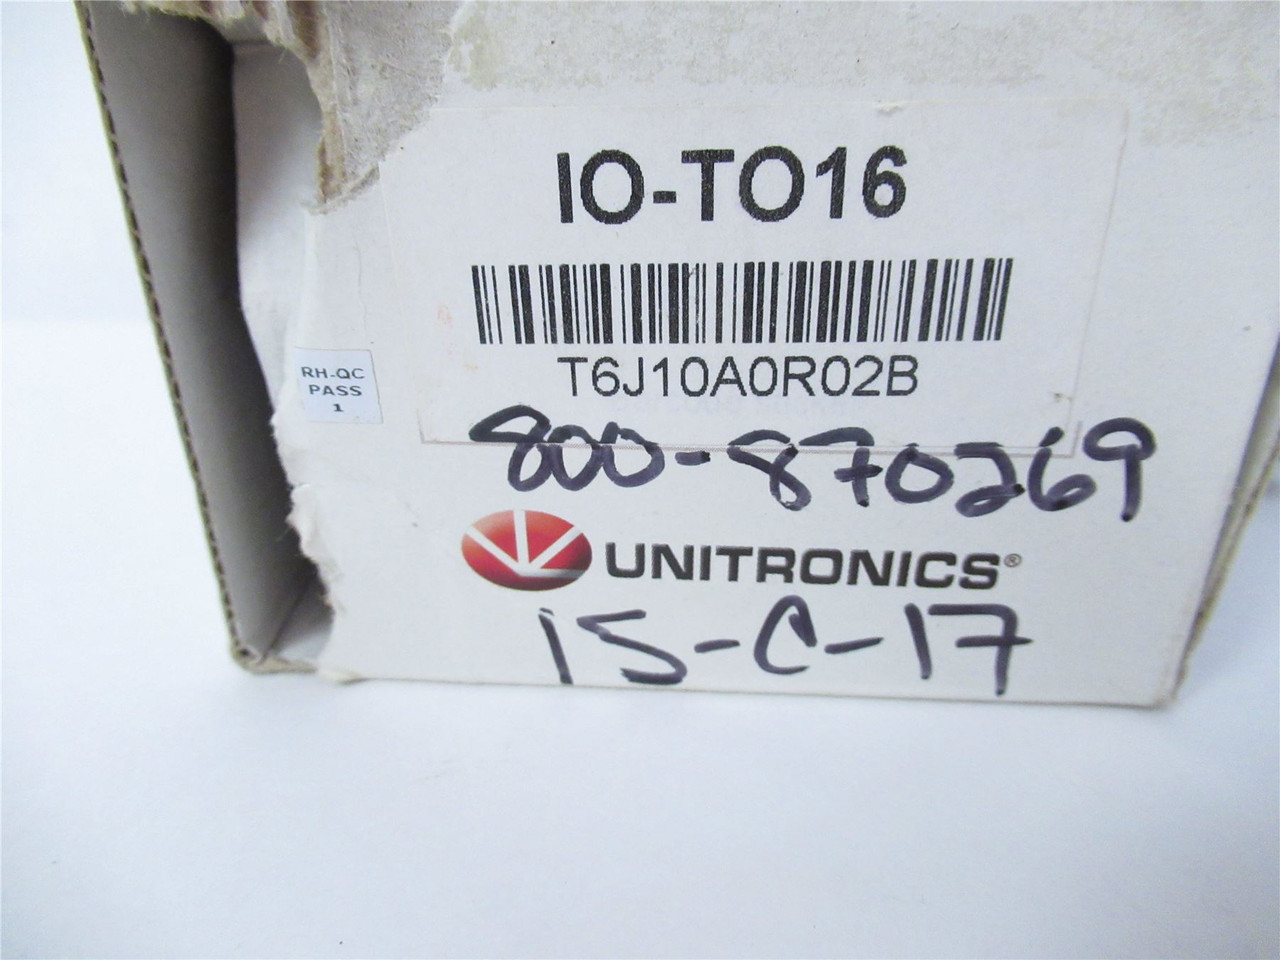 IO-TO16
T6J10A0R02B
RH-QC
PASS
1
800-870269
UNITRONICS®
15-C-17